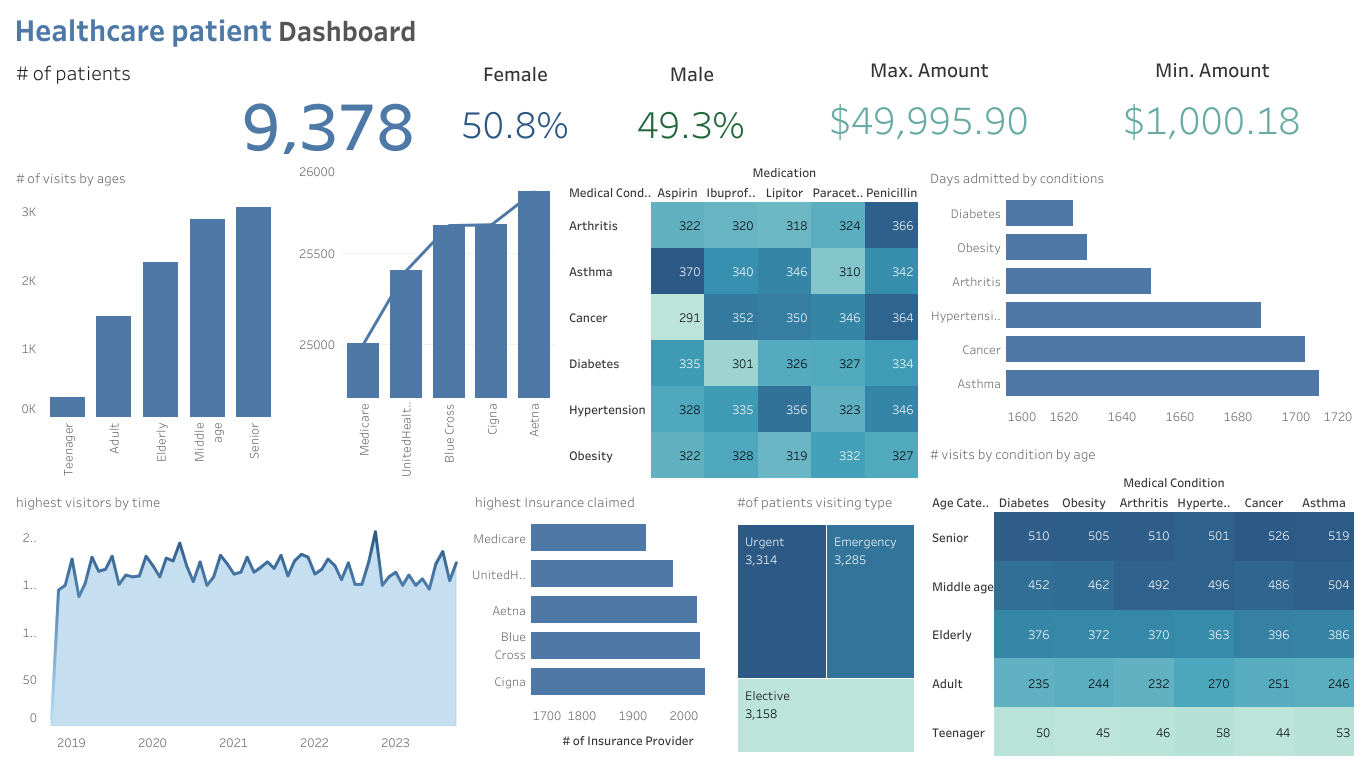 Healthcare patient Dashboard
# of patients
9,378
Female
50.8%
Male
49.3%
Max. Amount
$49,995.90
Min. Amount
$1,000.18
# of visits by ages
3K
2K
1K
0K
Teenager
Adult
Elderly
Middle
age
Senior
26000
25500
25000
Medicare
UnitedHealt..
Blue Cross
Cigna
Aetna
Medication
Medical Cond.. Aspirin Ibuprof.. Lipitor Paracet.. Penicillin
Arthritis 322 320 318 324 366
Asthma 370 340 346 310 342
Cancer 291 352 350 346 364
Diabetes 335 301 326 327 334
Hypertension 328 335 356 323 346
Obesity 322 328 319 332 327
Days admitted by conditions
Diabetes
Obesity
Arthritis
Hypertensi..
Cancer
Asthma
1600 1620 1640 1660 1680 1700 1720
highest visitors by time
2..
1..
1..
50
0
2019 2020 2021 2022 2023
highest Insurance claimed
Medicare
UnitedH..
Aetna
Blue
Cross
Cigna
1700 1800 1900 2000
# of Insurance Provider
#of patients visiting type
Urgent
3,314
Emergency
3,285
Elective
3,158
# visits by condition by age
Medical Condition
Age Cate.. Diabetes Obesity Arthritis Hyperte.. Cancer Asthma
Senior 510 505 510 501 526 519
Middle age 452 462 492 496 486 504
Elderly 376 372 370 363 396 386
Adult 235 244 232 270 251 246
Teenager 50 45 46 58 44 53